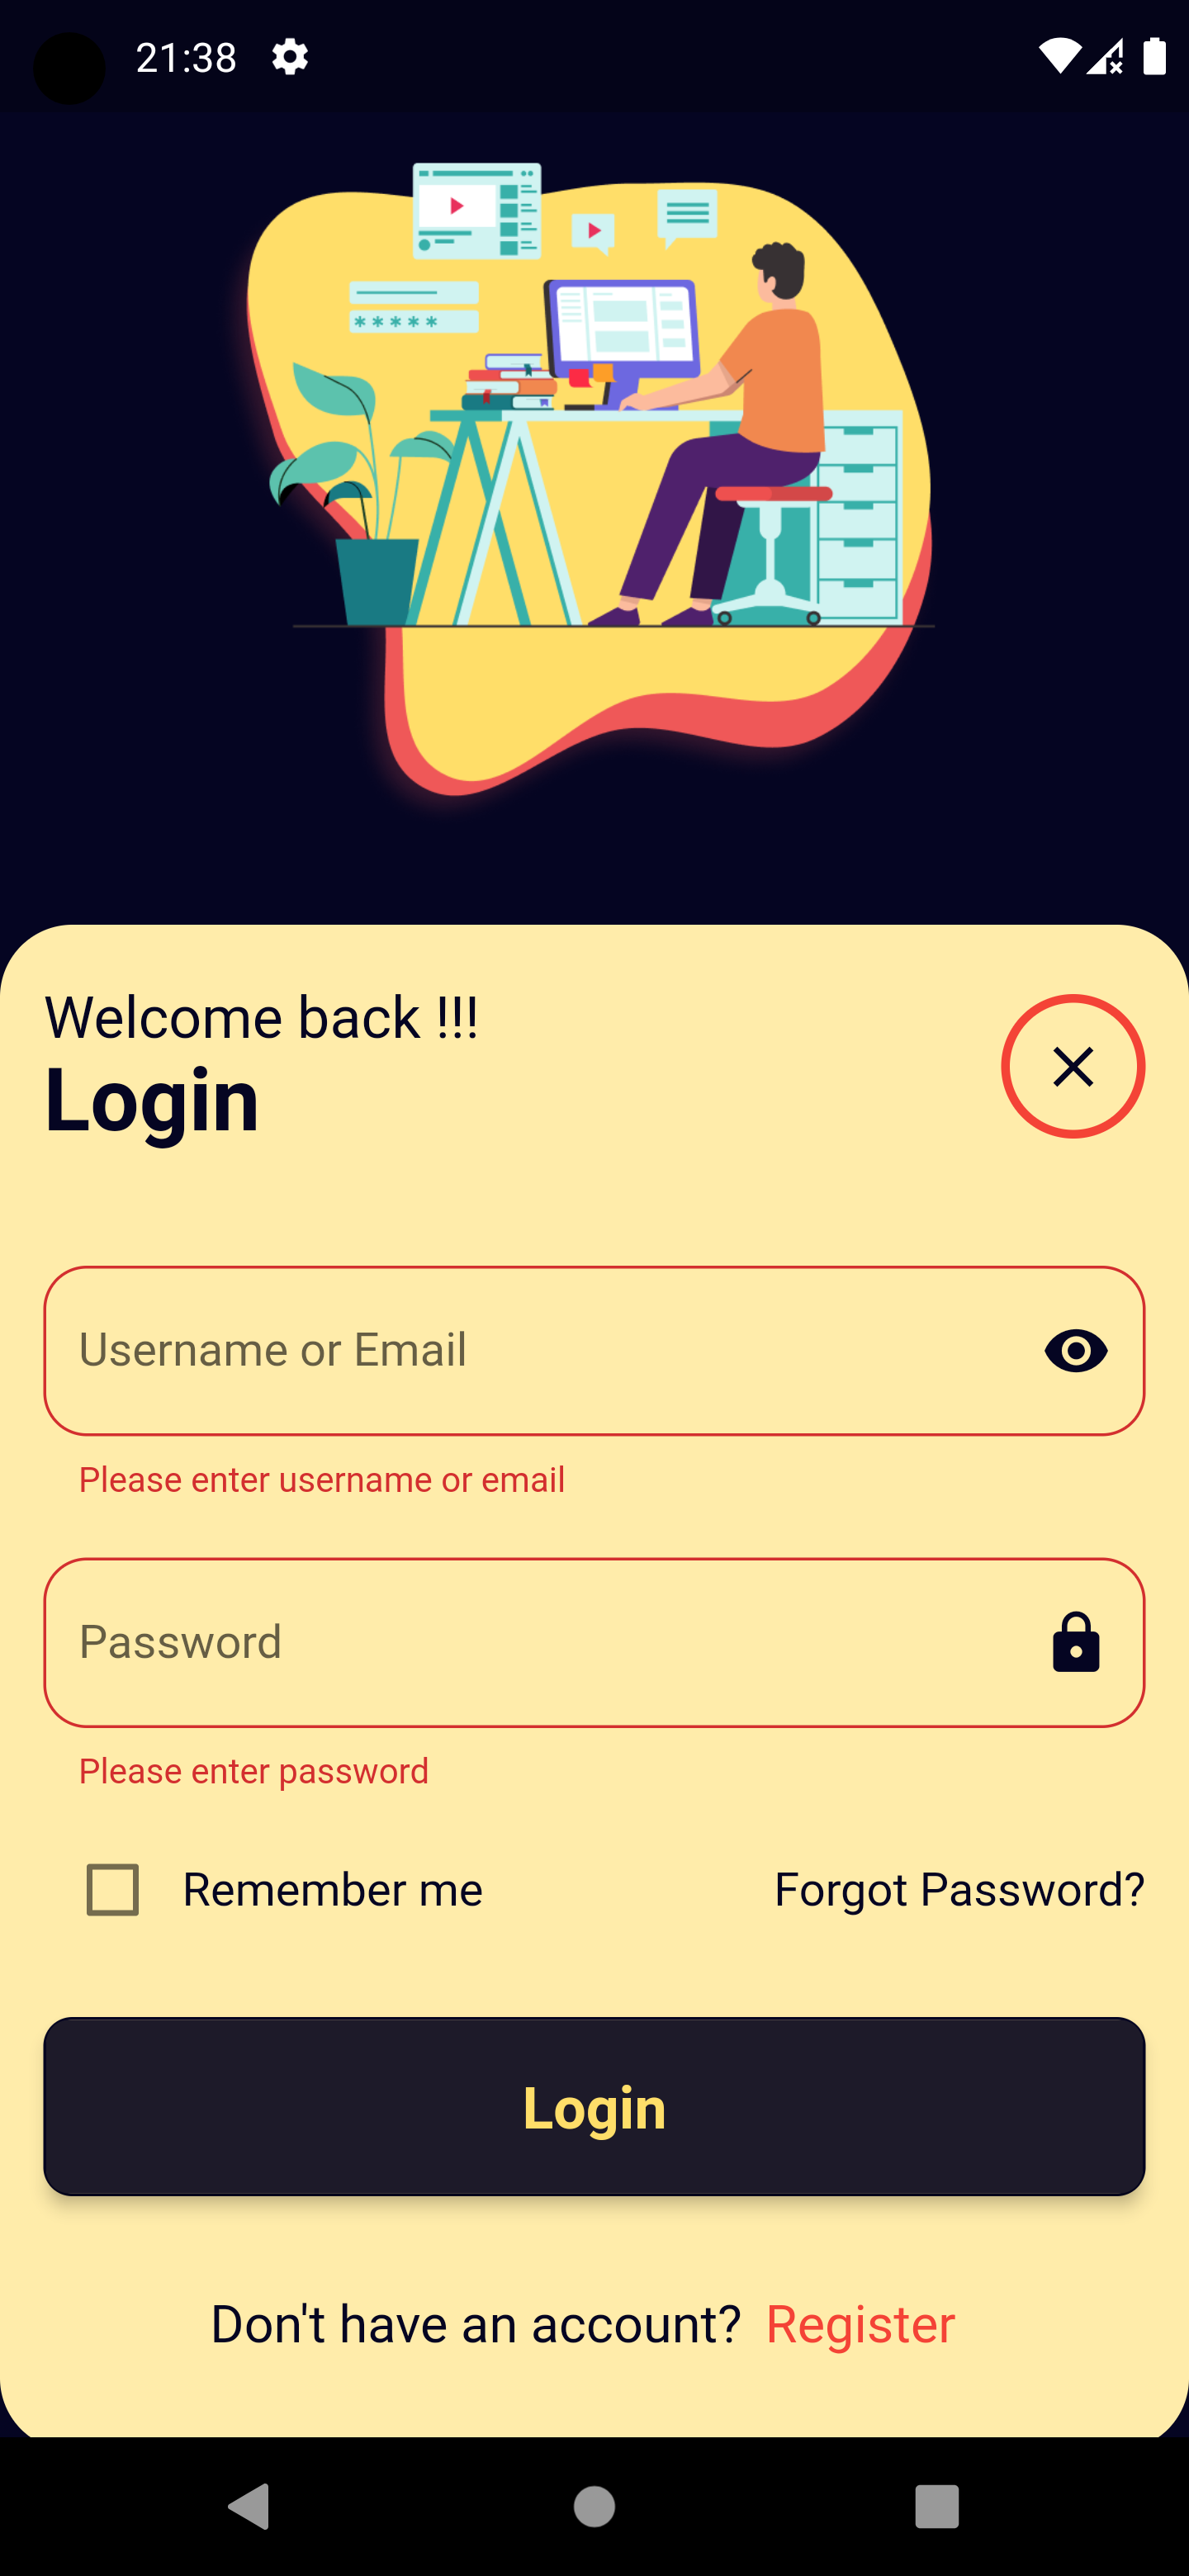 21:38
*****
Welcome back !!!
Login
Username or Email
Please enter username or email
Password
Please enter password
Remember me
Forgot Password?
Login
Don't have an account? Register